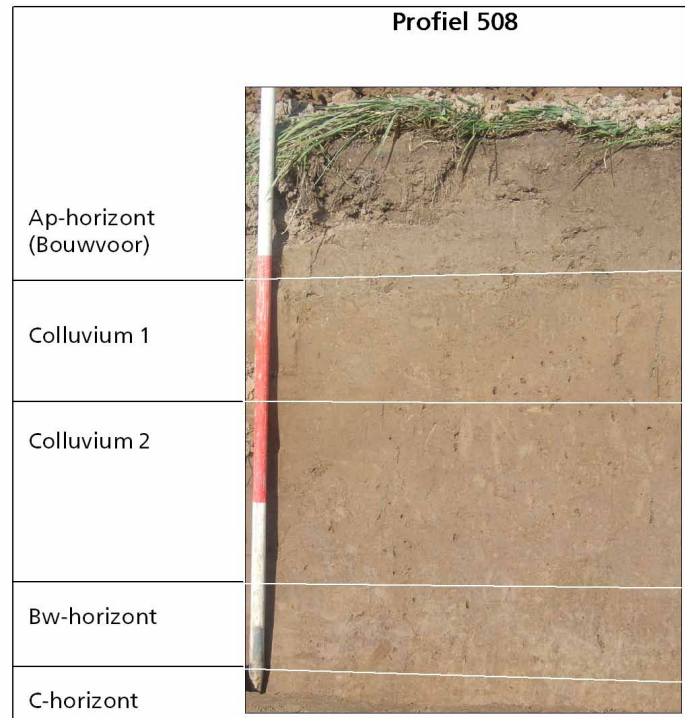 Profiel 508
Ap-horizont
(Bouwvoor)
Colluvium 1
Colluvium 2
Bw-horizont
C-horizont